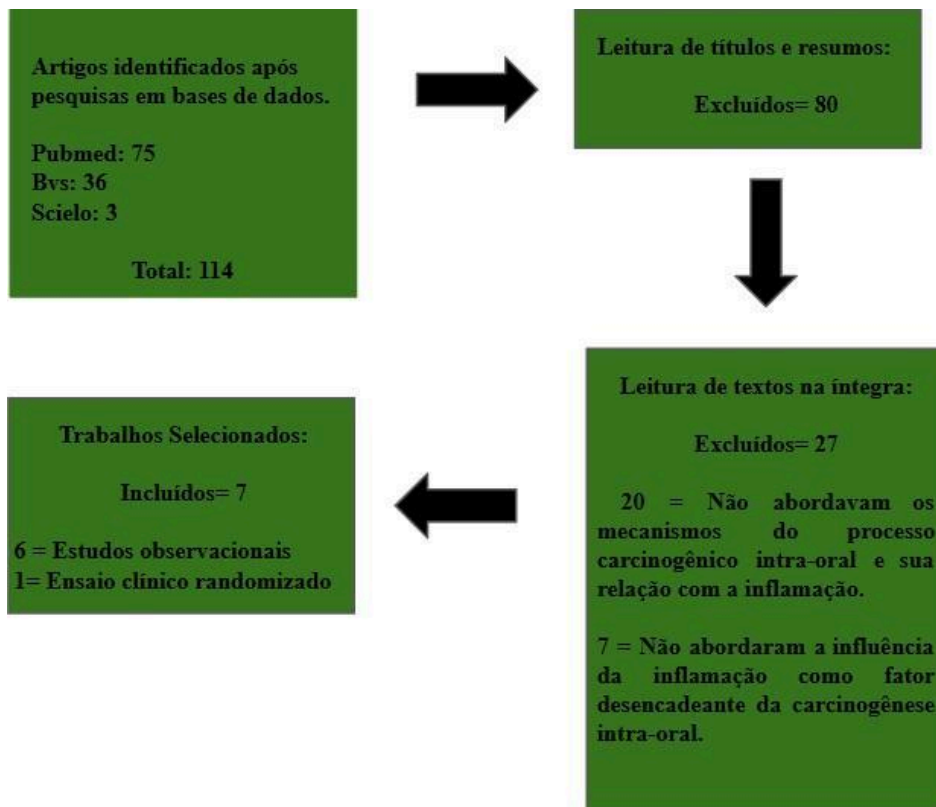 Artigos identificados após
pesquisas em bases de dados.
Pubmed: 75
Bvs: 36
Scielo: 3
Total: 114
Leitura de títulos e resumos:
Excluídos= 80
Leitura de textos na íntegra:
Excluídos= 27
20 = Não abordavam os
mecanismos do processo
carcinogênico intra-oral e sua
relação com a inflamação.
7 = Não abordaram a influência
da inflamação como fator
desencadeante da carcinogênese
intra-oral.
Trabalhos Selecionados:
Incluídos= 7
6 = Estudos observacionais
1= Ensaio clínico randomizado